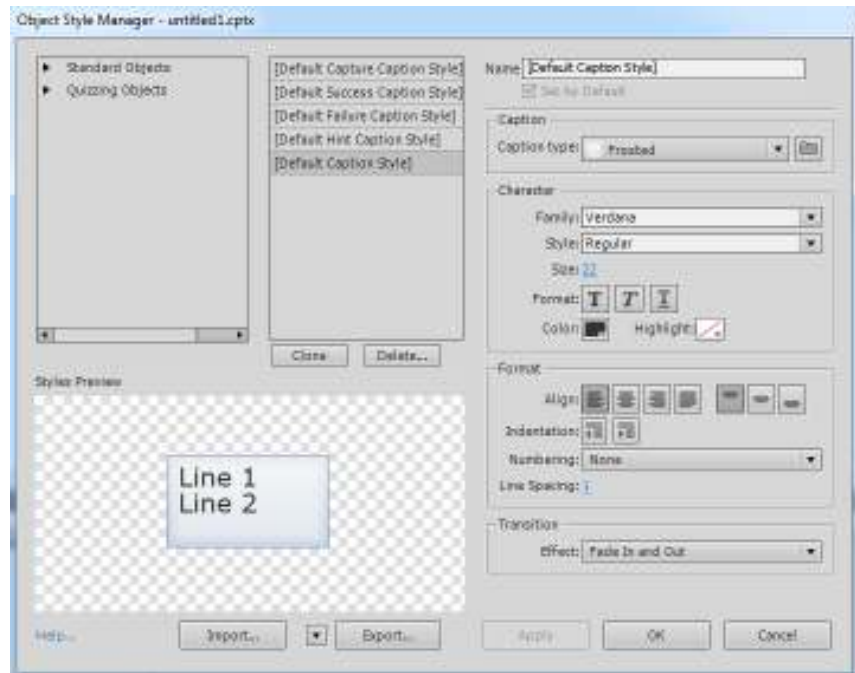 Object Style Manager - untitled1.cptx
Standard Objects
Quizzing Objects
[Default Capture Caption Style]
[Default Success Caption Style]
[Default Failure Caption Style]
[Default Hint Caption Style]
[Default Caption Style]
Clone
Delete...
Name: [Default Caption Style]
Set As Default
Caption
Caption type: Frosted
Character
Family: Verdana
Style: Regular
Size: 22
Format: T T T
Color: Highlight:
Format
Align:
Indentation:
Numbering: None
Line Spacing: 1
Transition
Effect: Fade In and Out
Styles Preview
Line 1
Line 2
Help...
Import...
Export...
Apply
OK
Cancel